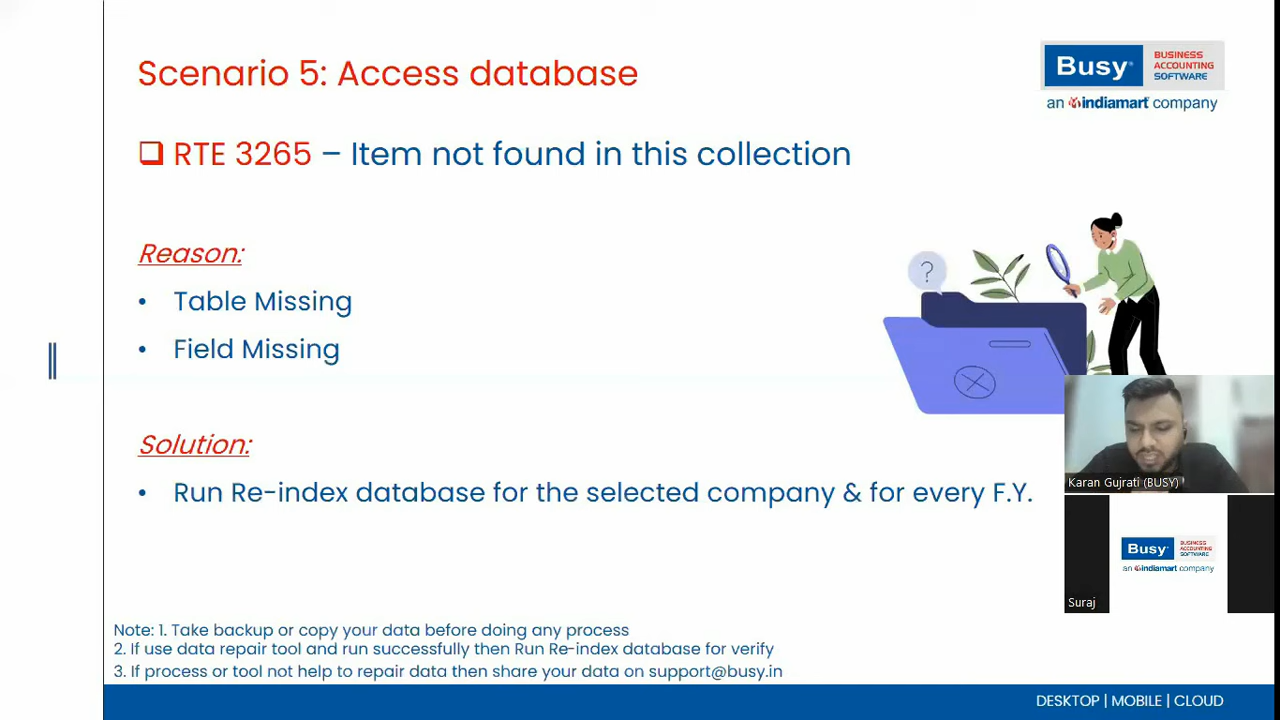 Scenario 5: Access database
Busy
BUSINESS
ACCOUNTING
SOFTWARE
an indiamart company
RTE 3265 – Item not found in this collection
Reason:
• Table Missing
• Field Missing
?
Solution:
• Run Re-index database for the selected company & for every F.Y.
Karan Gujrati (BUSY)
Busy
BUSINESS
ACCOUNTING
SOFTWARE
an indiamart company
Suraj
Note: 1. Take backup or copy your data before doing any process
2. If use data repair tool and run successfully then Run Re-index database for verify
3. If process or tool not help to repair data then share your data on support@busy.in
DESKTOP | MOBILE | CLOUD